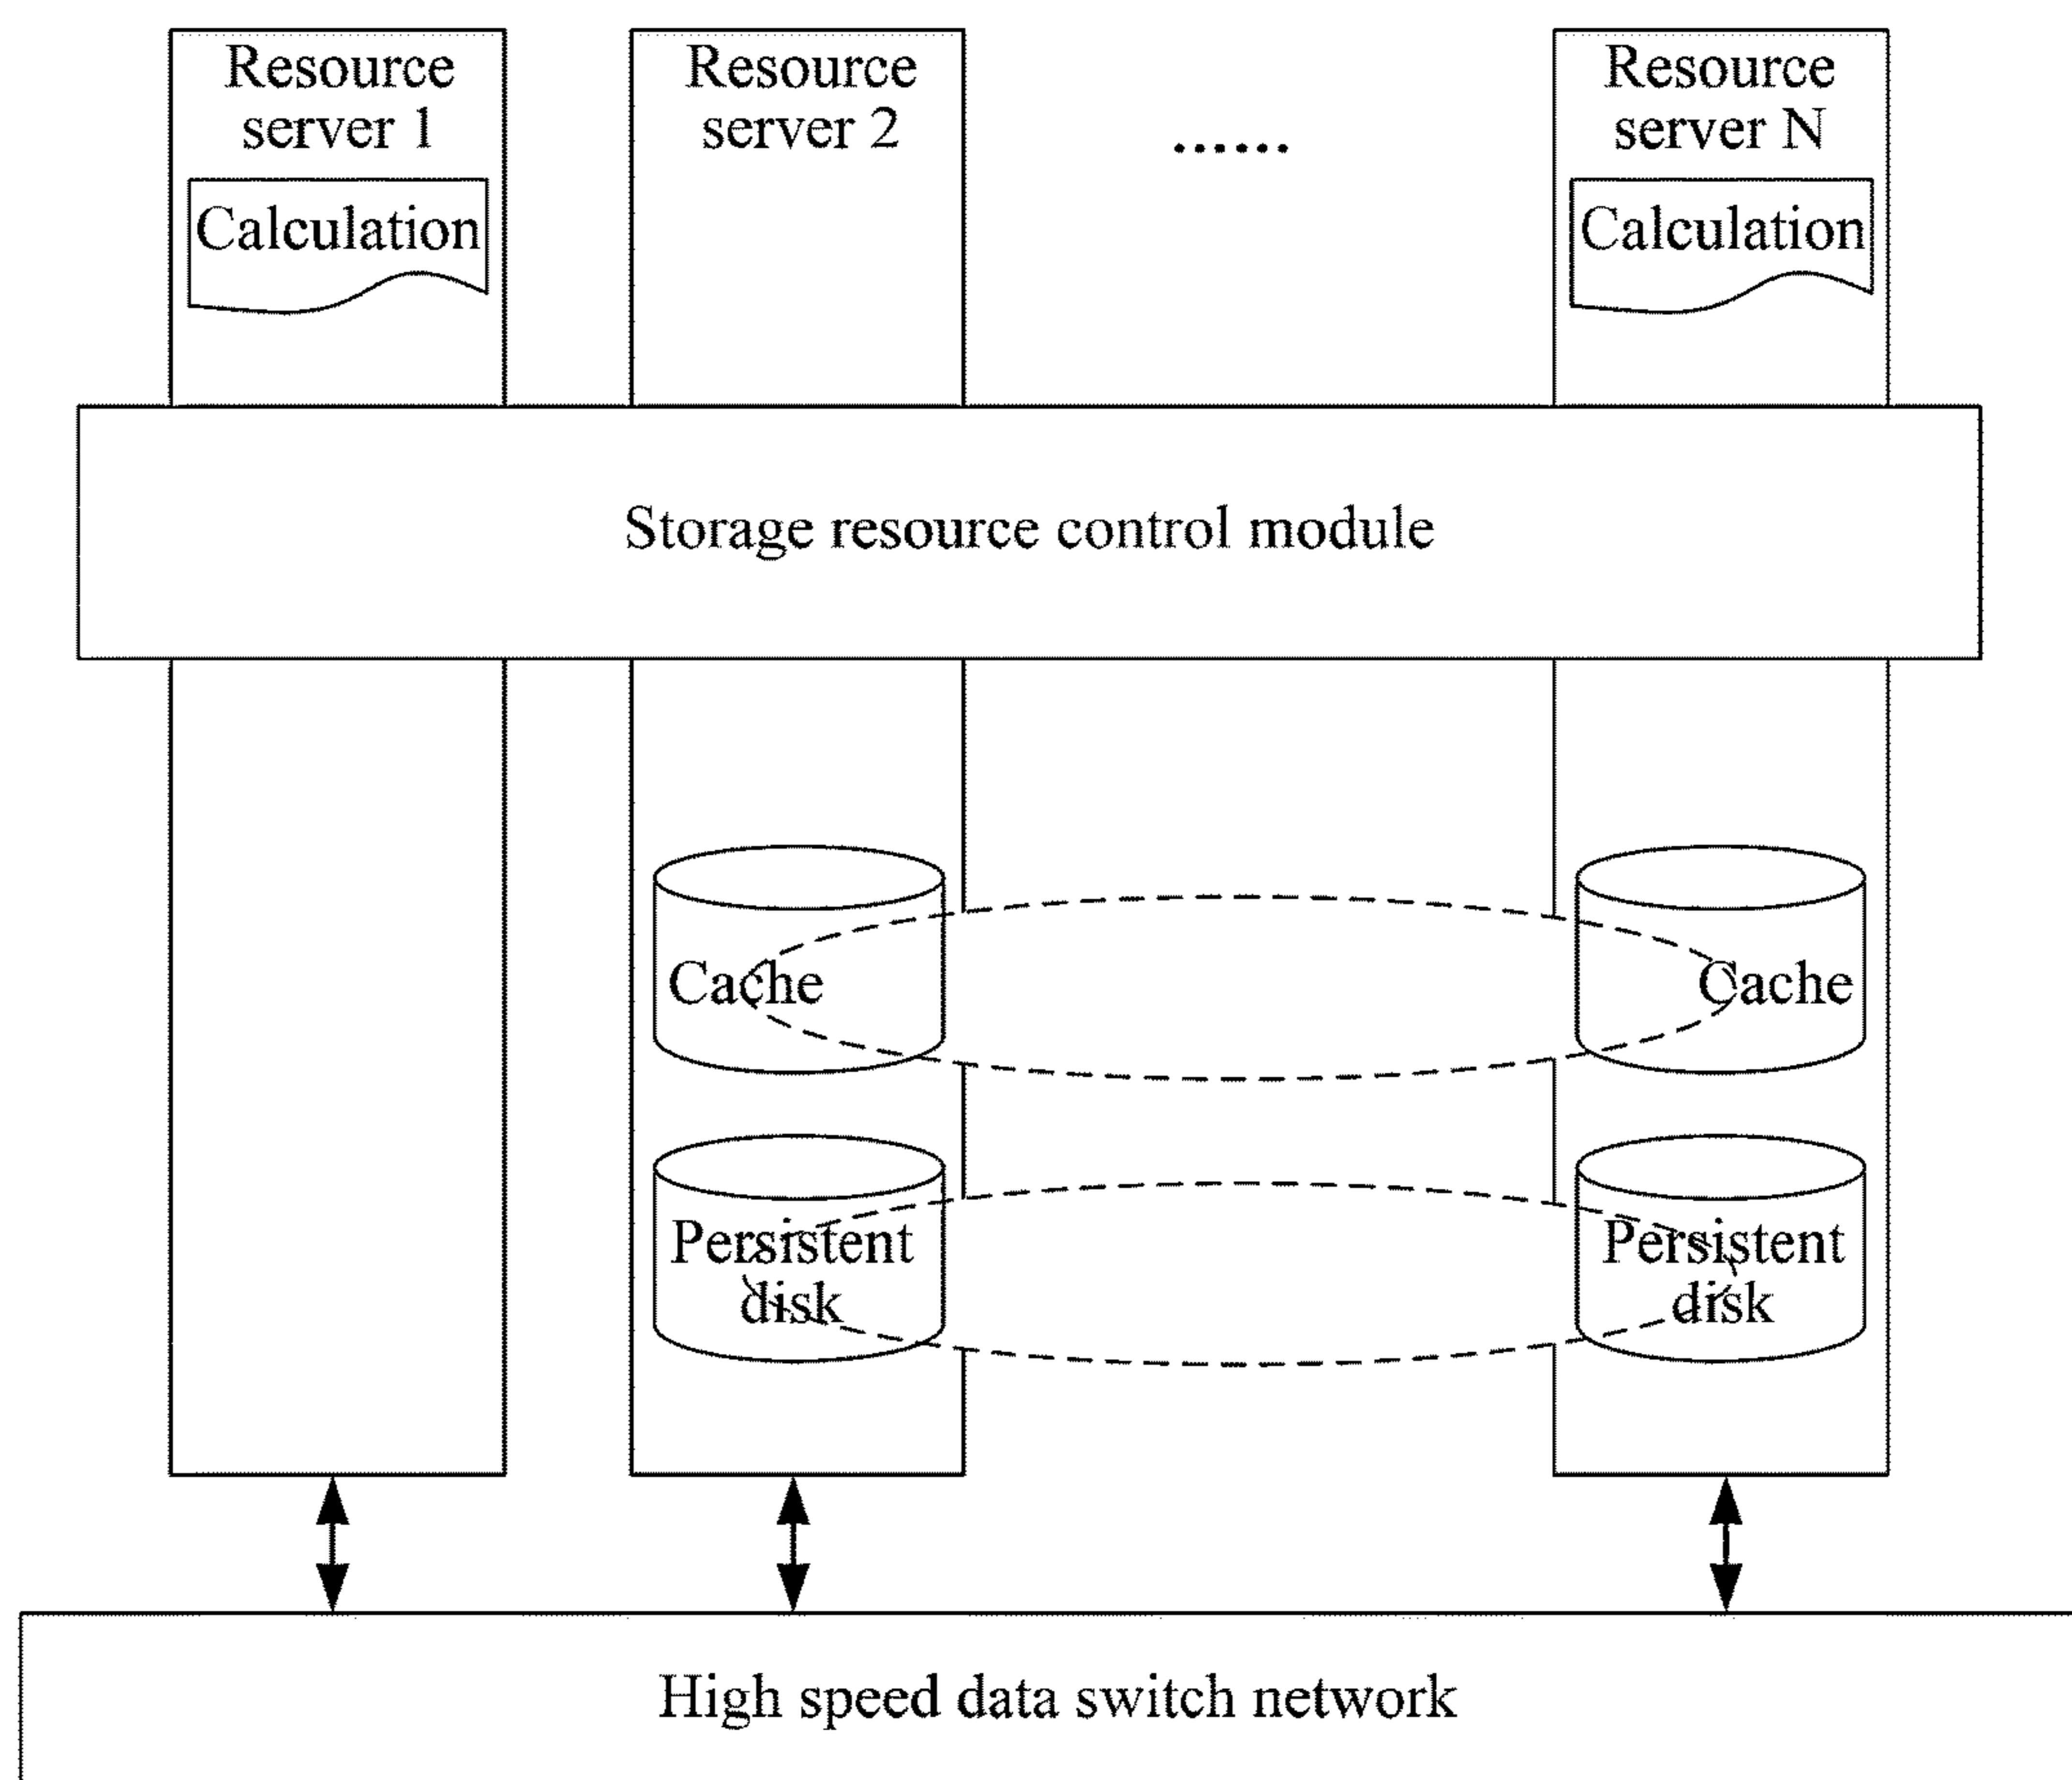 Resource
server 1
Resource
server 2
......
Resource
server N
Calculation
Calculation
Storage resource control module
Cache
Cache
Persistent
disk
Persistent
disk
High speed data switch network